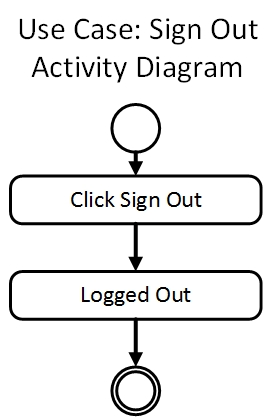 Use Case: Sign Out
Activity Diagram
Click Sign Out
Logged Out